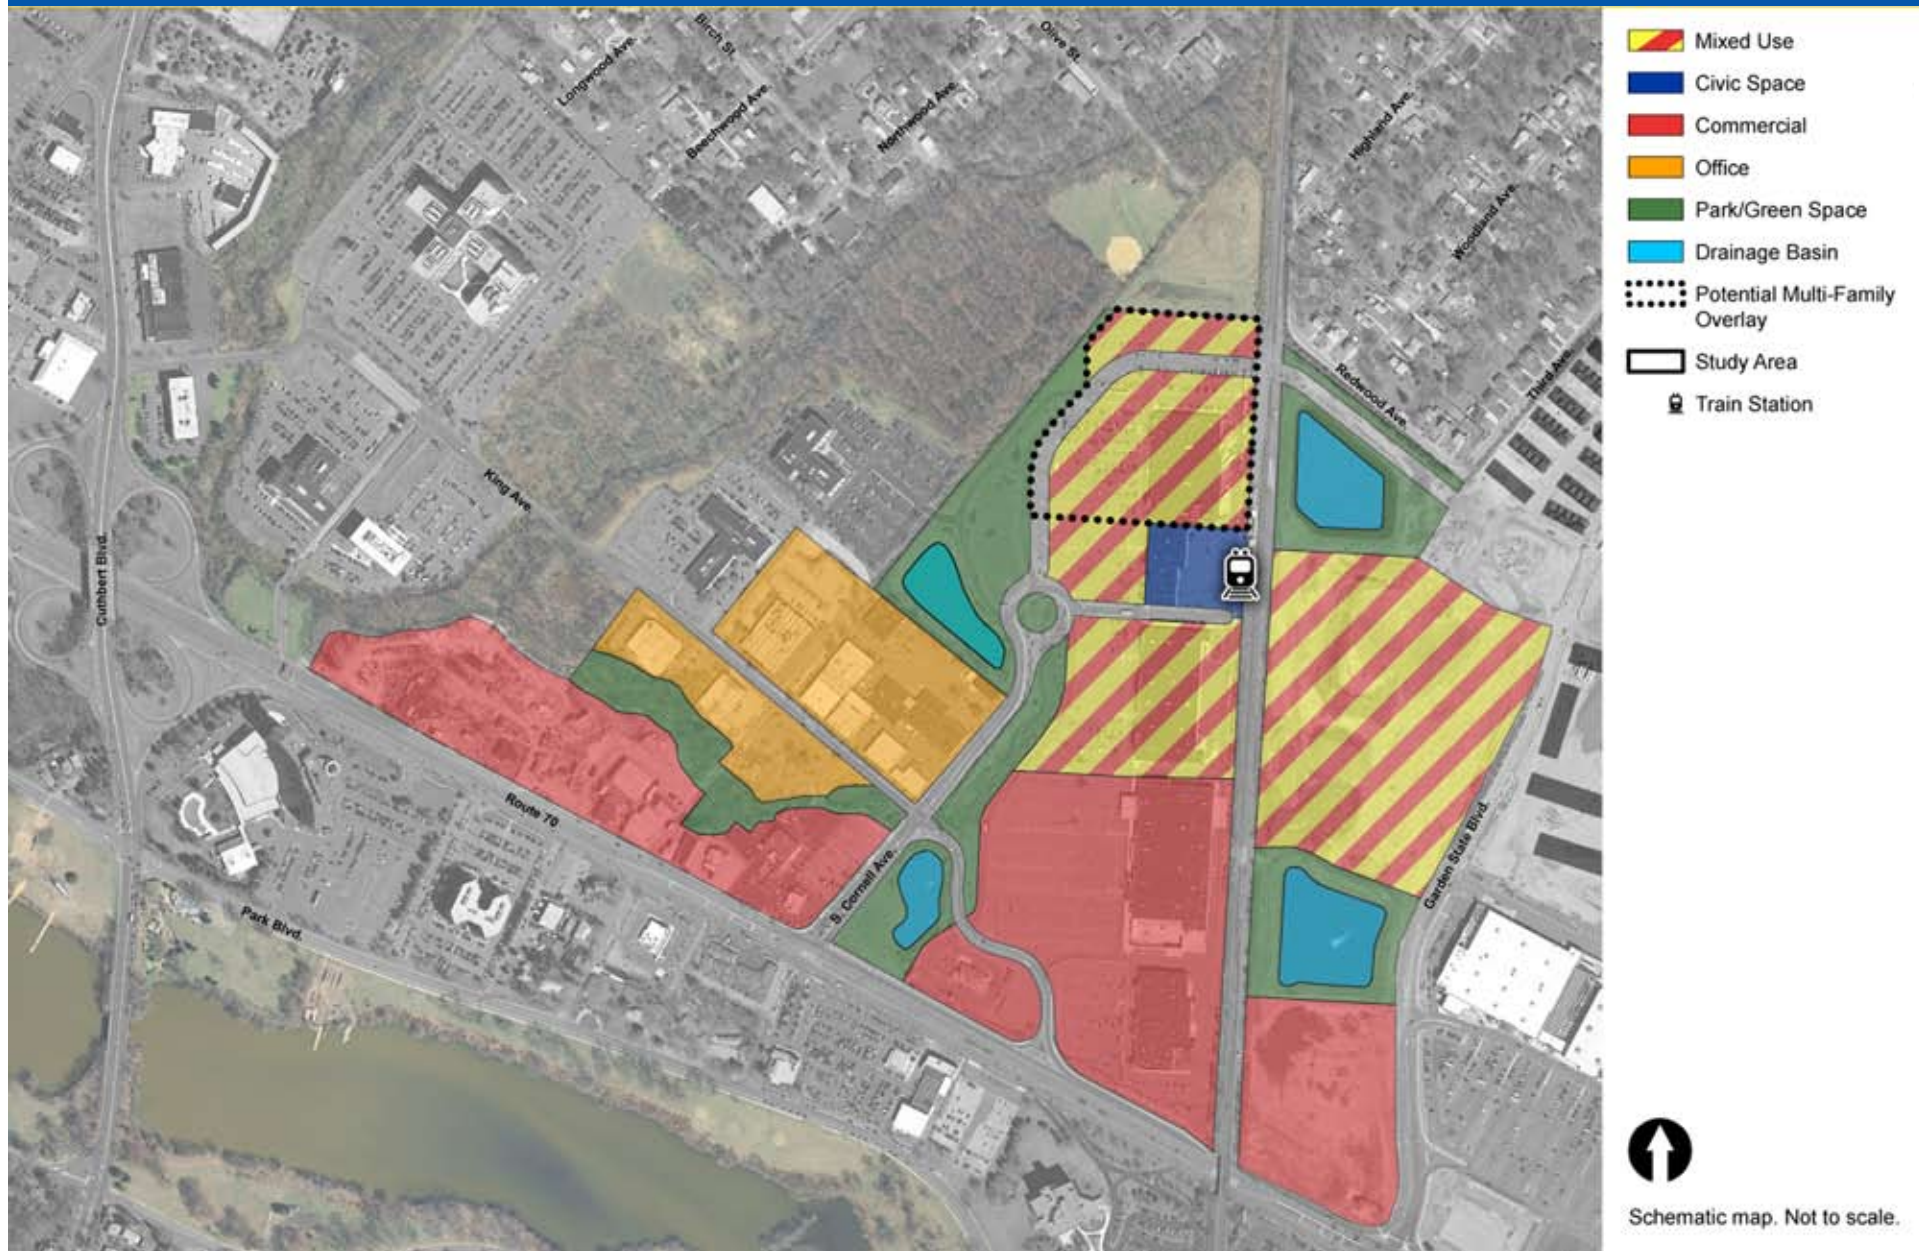 Birch St.
Olive St.
Longwood Ave.
Beechwood Ave.
Northwood Ave.
Highland Ave.
Woodland Ave.
Third Ave.
Redwood Ave.
King Ave.
Cuthbert Blvd.
Route 70
S. Cornell Ave.
Garden State Blvd.
Park Blvd.
Mixed Use
Civic Space
Commercial
Office
Park/Green Space
Drainage Basin
Potential Multi-Family
Overlay
Study Area
Train Station
Schematic map. Not to scale.